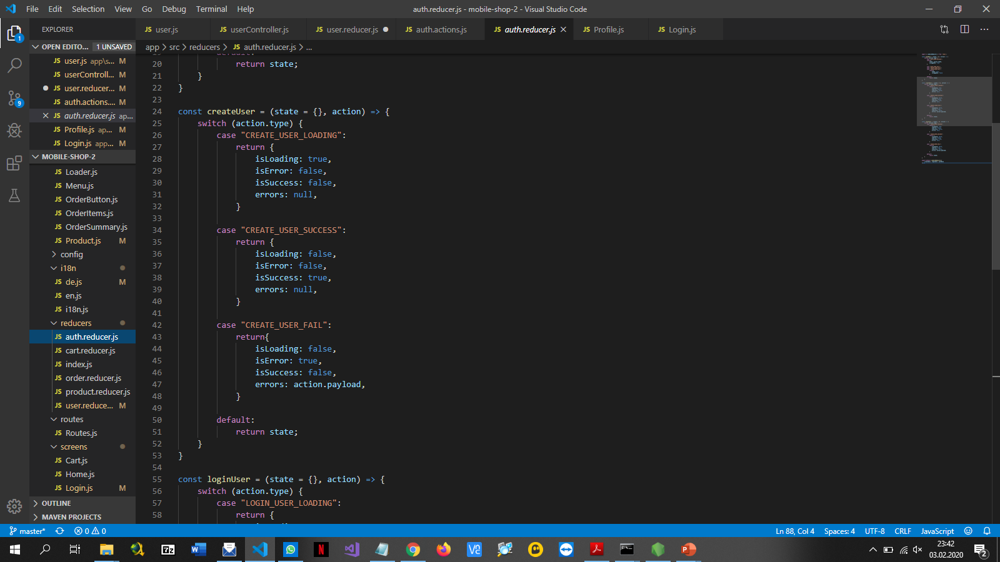 File Edit Selection View Go Debug Terminal Help
auth.reducer.js - mobile-shop-2 - Visual Studio Code
EXPLORER
user.js
userController.js
user.reducer.js
auth.actions.js
auth.reducer.js
Profile.js
Login.js
OPEN EDITO... 1 UNSAVED
JS user.js app\s... M
JS userControll... M
JS user.reducer... M
JS auth.actions.... M
JS auth.reducer.js ap...
JS Profile.js ap... M
JS Login.js app... M
MOBILE-SHOP-2
JS Loader.js
JS Menu.js
JS OrderButton.js
JS OrderItems.js
JS OrderSummary.js
JS Product.js M
config
i18n
JS de.js M
JS en.js
JS i18n.js
reducers
JS auth.reducer.js
JS cart.reducer.js
JS index.js
JS order.reducer.js
JS product.reducer.js
JS user.reduce... M
routes
JS Routes.js
screens
JS Cart.js
JS Home.js
JS Login.js M
OUTLINE
MAVEN PROJECTS
app > src > reducers > JS auth.reducer.js > ...
20 return state;
21 }
22 }
23
24 const createUser = (state = {}, action) => {
25 switch (action.type) {
26 case "CREATE_USER_LOADING":
27 return {
28 isLoading: true,
29 isError: false,
30 isSuccess: false,
31 errors: null,
32 }
33
34 case "CREATE_USER_SUCCESS":
35 return {
36 isLoading: false,
37 isError: false,
38 isSuccess: true,
39 errors: null,
40 }
41
42 case "CREATE_USER_FAIL":
43 return{
44 isLoading: false,
45 isError: true,
46 isSuccess: false,
47 errors: action.payload,
48 }
49
50 default:
51 return state;
52 }
53 }
54
55 const loginUser = (state = {}, action) => {
56 switch (action.type) {
57 case "LOGIN_USER_LOADING":
58 return {
master* 0 0
Ln 88, Col 4 Spaces: 4 UTF-8 CRLF JavaScript
23:42
03.02.2020
2